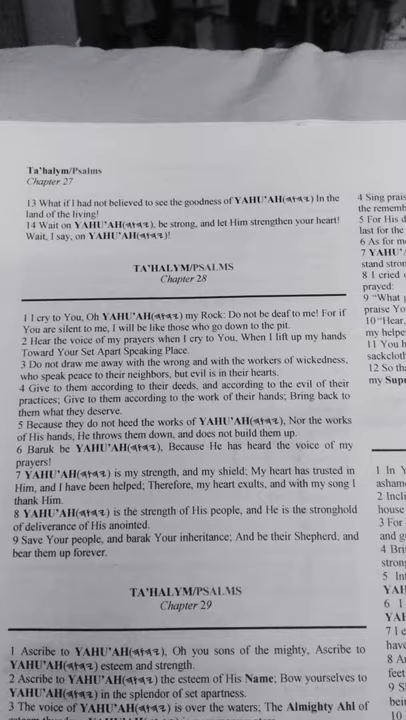 Ta'halym/Psalms
Chapter 27
13 What if I had not believed to see the goodness of YAHU'AH(𐤉𐤄𐤅𐤄) In the
land of the living!
14 Wait on YAHU'AH(𐤉𐤄𐤅𐤄), be strong, and let Him strengthen your heart!
Wait, I say, on YAHU'AH(𐤉𐤄𐤅𐤄)!
TA'HALYM/PSALMS
Chapter 28
1 I cry to You, Oh YAHU'AH(𐤉𐤄𐤅𐤄) my Rock: Do not be deaf to me! For if
You are silent to me, I will be like those who go down to the pit.
2 Hear the voice of my prayers when I cry to You, When I lift up my hands
Toward Your Set Apart Speaking Place.
3 Do not draw me away with the wrong and with the workers of wickedness,
who speak peace to their neighbors, but evil is in their hearts.
4 Give to them according to their deeds, and according to the evil of their
practices; Give to them according to the work of their hands; Bring back to
them what they deserve.
5 Because they do not heed the works of YAHU'AH(𐤉𐤄𐤅𐤄), Nor the works
of His hands, He throws them down, and does not build them up.
6 Baruk be YAHU'AH(𐤉𐤄𐤅𐤄), Because He has heard the voice of my
prayers!
7 YAHU'AH(𐤉𐤄𐤅𐤄) is my strength, and my shield; My heart has trusted in
Him, and I have been helped; Therefore, my heart exults, and with my song I
thank Him.
8 YAHU'AH(𐤉𐤄𐤅𐤄) is the strength of His people, and He is the stronghold
of deliverance of His anointed.
9 Save Your people, and barak Your inheritance; And be their Shepherd, and
bear them up forever.
TA'HALYM/PSALMS
Chapter 29
1 Ascribe to YAHU'AH(𐤉𐤄𐤅𐤄), Oh you sons of the mighty, Ascribe to
YAHU'AH(𐤉𐤄𐤅𐤄) esteem and strength.
2 Ascribe to YAHU'AH(𐤉𐤄𐤅𐤄) the esteem of His Name; Bow yourselves to
YAHU'AH(𐤉𐤄𐤅𐤄) in the splendor of set apartness.
3 The voice of YAHU'AH(𐤉𐤄𐤅𐤄) is over the waters; The Almighty Ahl of
4 Sing prais
the rememb
5 For His d
last for the
6 As for m
7 YAHU'
stand stron
8 I cried
prayed:
9 "What
praise Yo
10 "Hear,
my helpe
11 You h
sackcloth
12 So tha
my Supr
1 In Y
asham
2 Incli
house
3 For
and g
4 Bri
stron
5 Int
YAH
6 I
YAH
7 I c
have
8 A
feet
9
bein
10